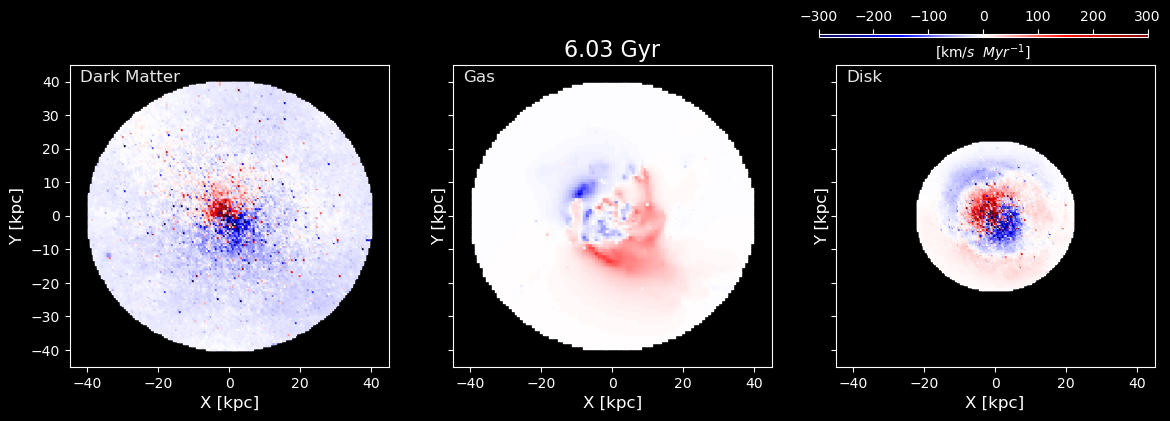 −300 −200 −100 0 100 200 300
[km/s Myr⁻¹]
6.03 Gyr
Dark Matter
Gas
Disk
40
30
20
10
0
−10
−20
−30
−40
Y [kpc]
Y [kpc]
Y [kpc]
−40 −20 0 20 40
−40 −20 0 20 40
−40 −20 0 20 40
X [kpc]
X [kpc]
X [kpc]